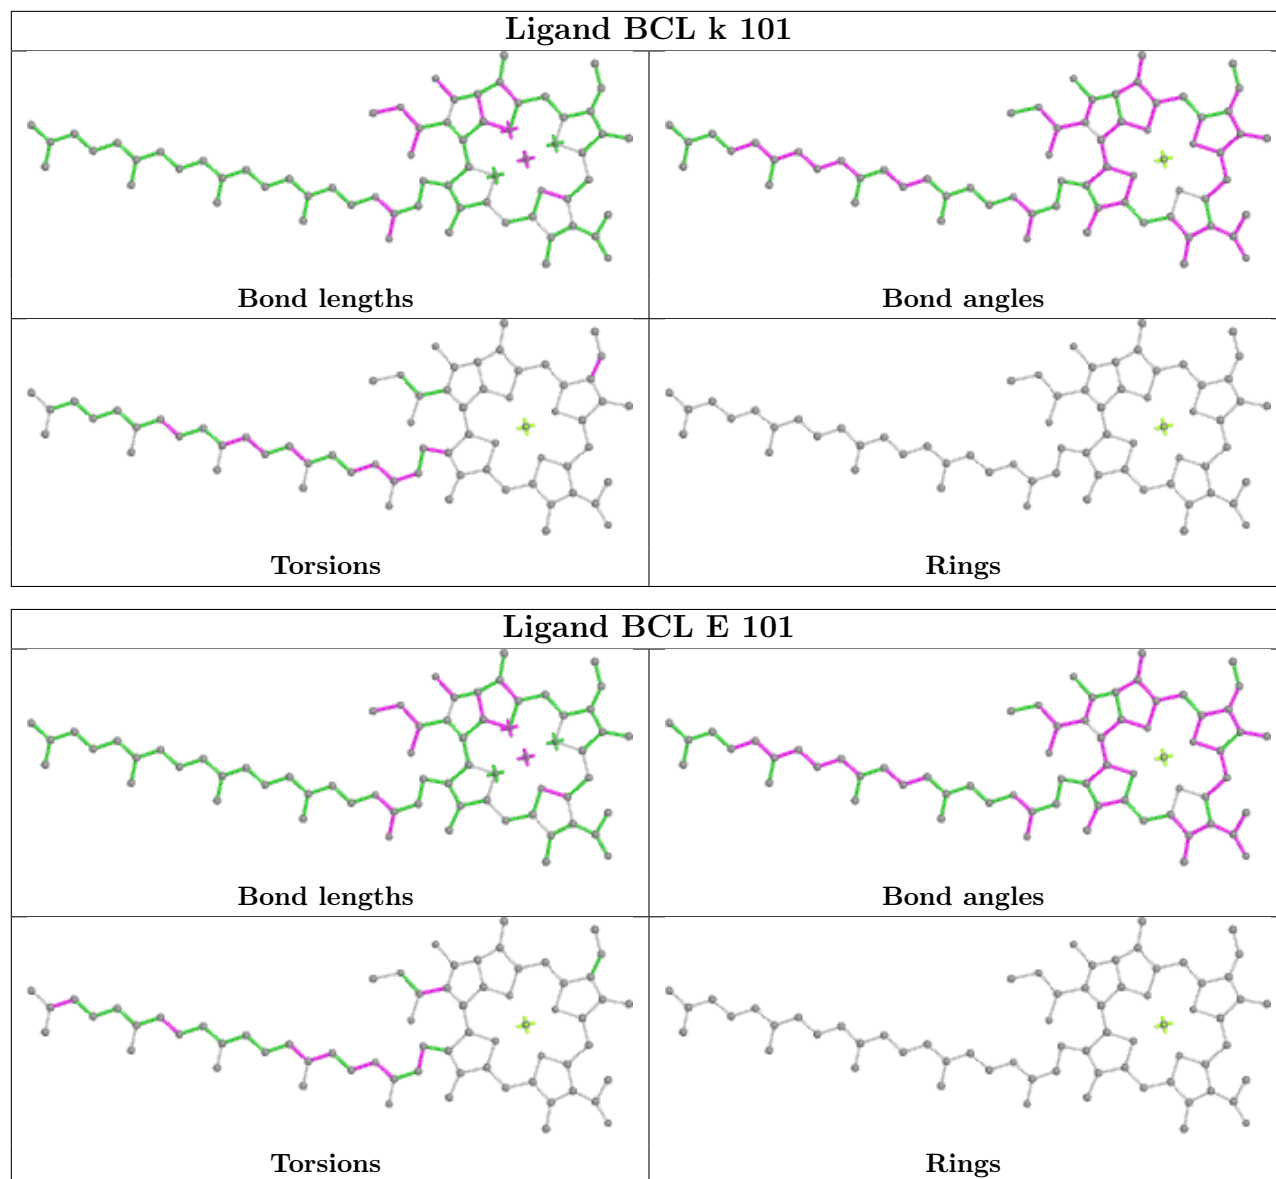 Ligand BCL k 101
Bond lengths
Bond angles
Torsions
Rings
Ligand BCL E 101
Bond lengths
Bond angles
Torsions
Rings